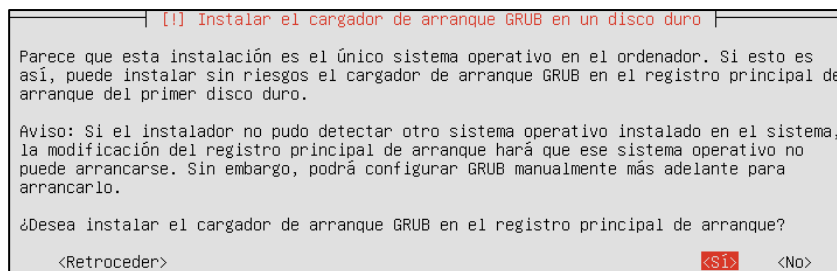 [!] Instalar el cargador de arranque GRUB en un disco duro
Parece que esta instalación es el único sistema operativo en el ordenador. Si esto es
así, puede instalar sin riesgos el cargador de arranque GRUB en el registro principal de
arranque del primer disco duro.
Aviso: Si el instalador no pudo detectar otro sistema operativo instalado en el sistema,
la modificación del registro principal de arranque hará que ese sistema operativo no
puede arrancarse. Sin embargo, podrá configurar GRUB manualmente más adelante para
arrancarlo.
¿Desea instalar el cargador de arranque GRUB en el registro principal de arranque?
<Retroceder> <Sí> <No>